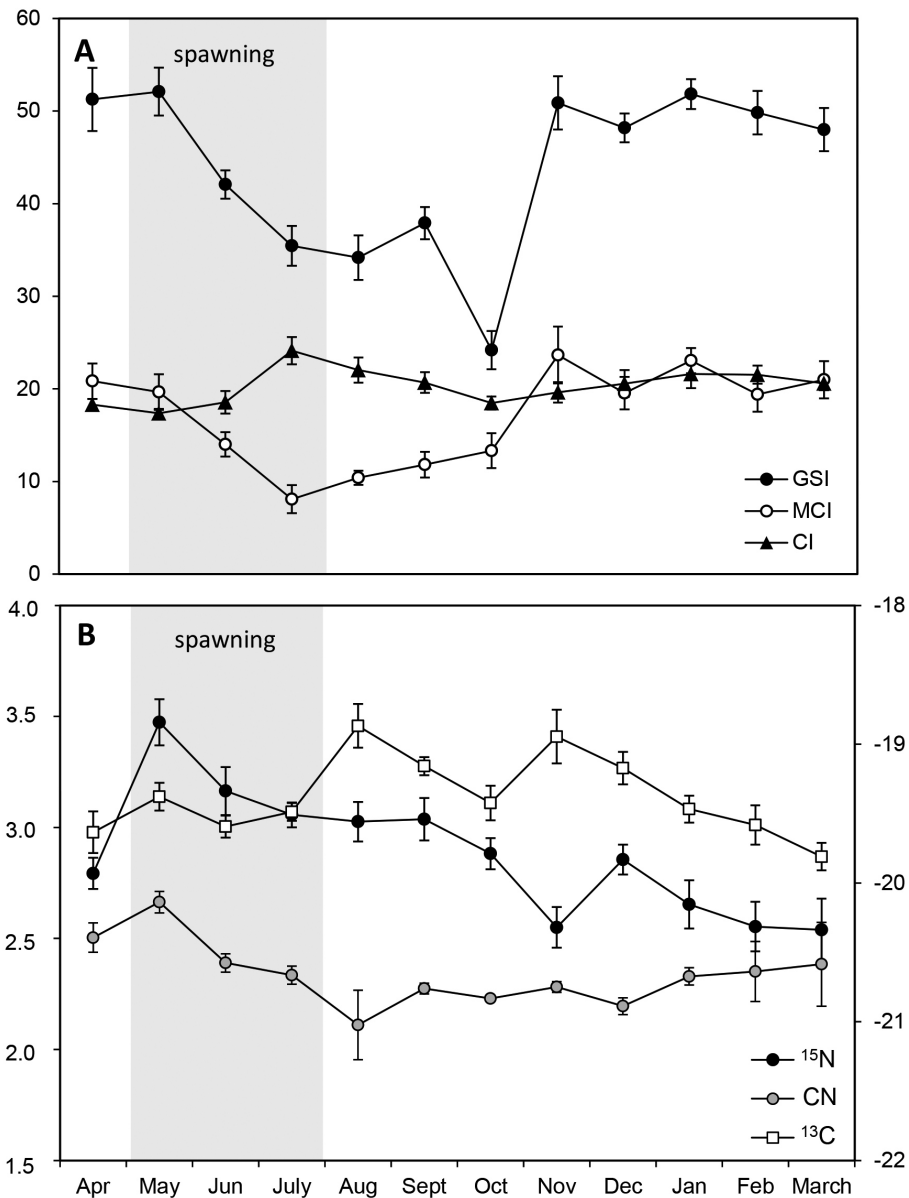 60
A
spawning
50
40
30
20
10
0
GSI
MCI
CI
4.0
-18
B
spawning
3.5
-19
3.0
-20
2.5
-21
2.0
¹⁵N
CN
¹³C
1.5
-22
Apr May Jun July Aug Sept Oct Nov Dec Jan Feb March